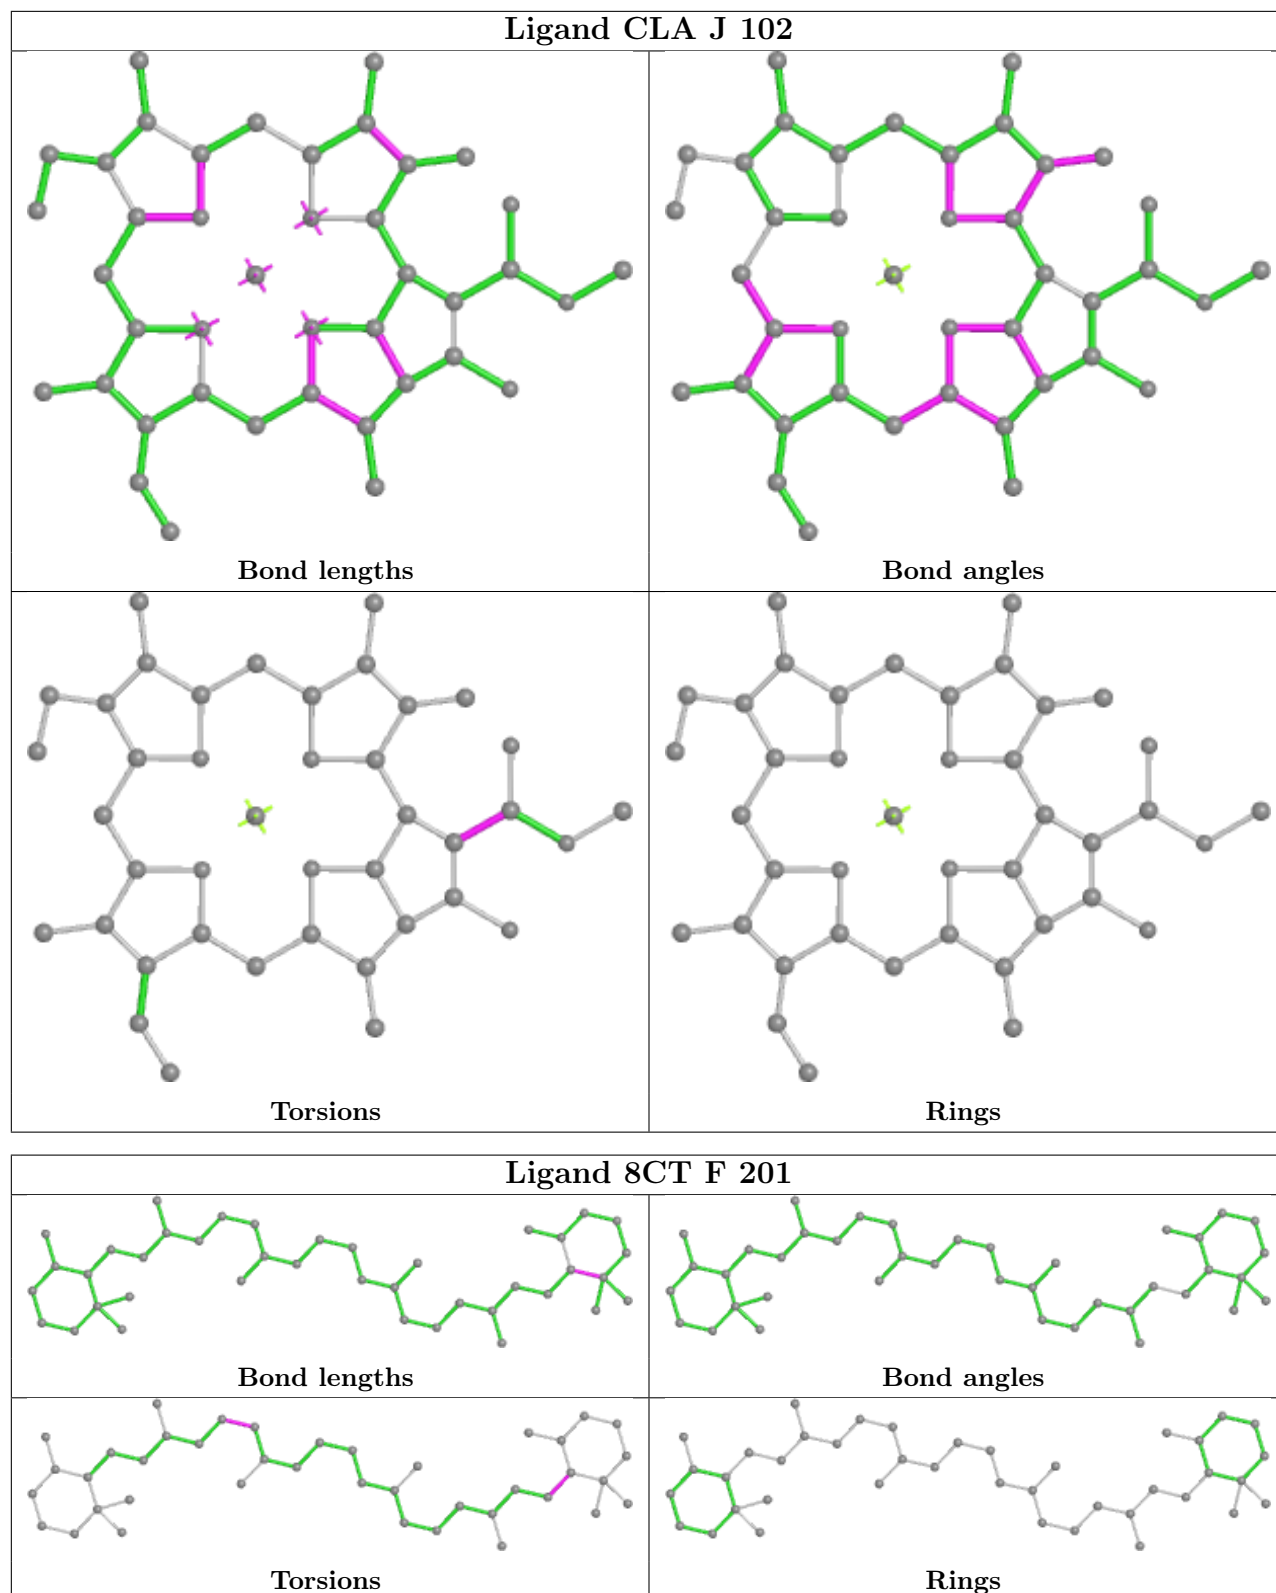 Ligand CLA J 102
Bond lengths
Bond angles
Torsions
Rings
Ligand 8CT F 201
Bond lengths
Bond angles
Torsions
Rings